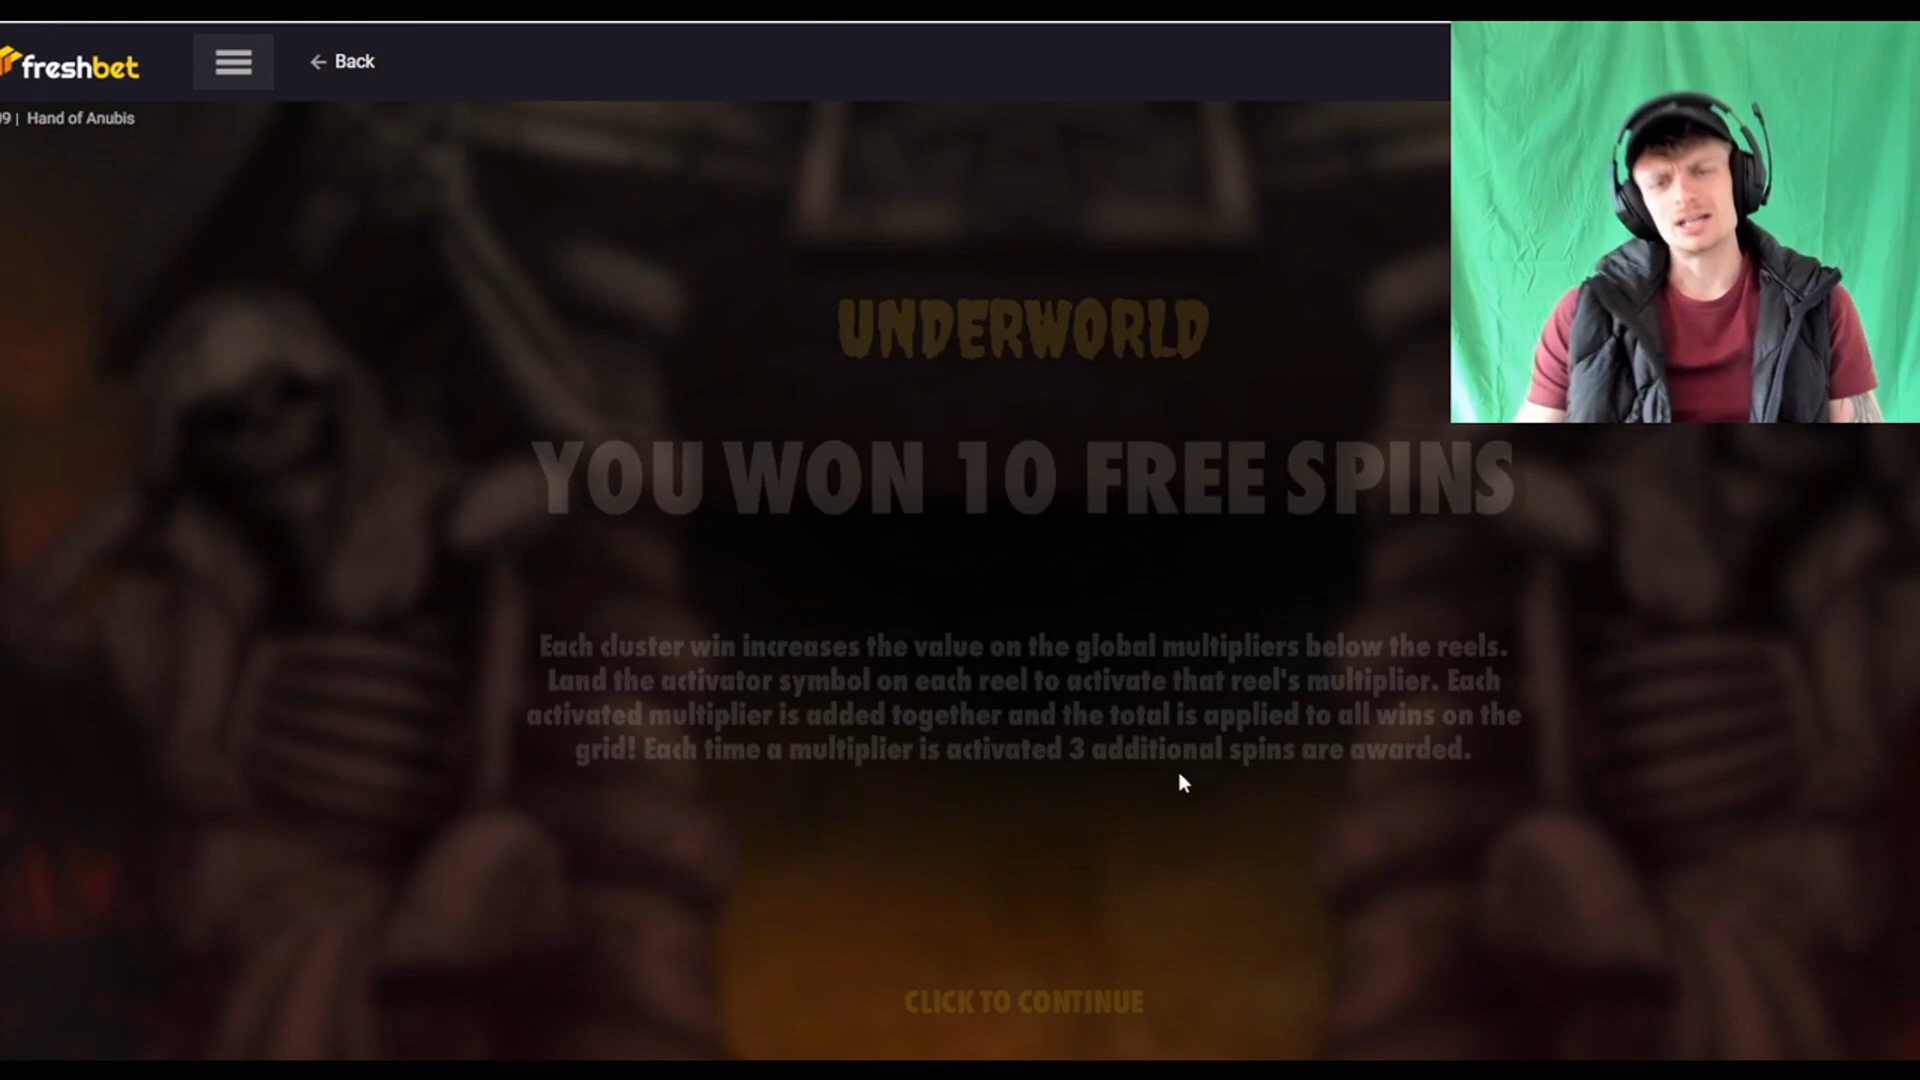 freshbet
← Back
09 | Hand of Anubis
UNDERWORLD
YOU WON 10 FREE SPINS
Each cluster win increases the value on the global multipliers below the reels.
Land the activator symbol on each reel to activate that reel's multiplier. Each
activated multiplier is added together and the total is applied to all wins on the
grid! Each time a multiplier is activated 3 additional spins are awarded.
CLICK TO CONTINUE